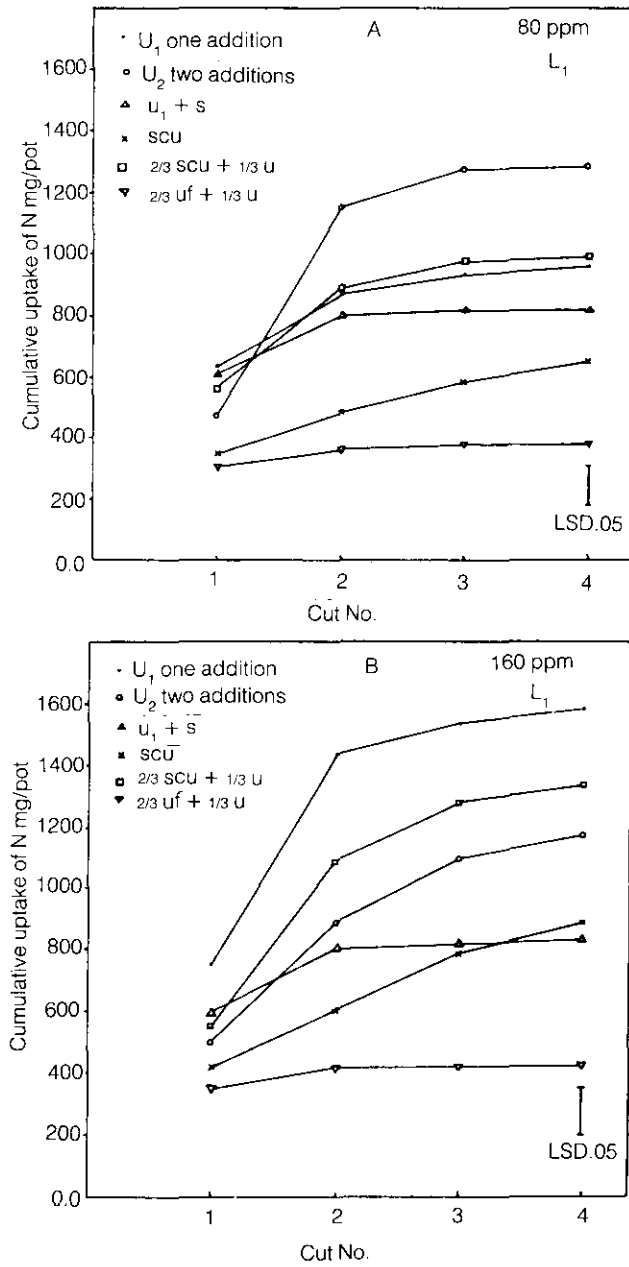 A 80 ppm
L1
U1 one addition
U2 two additions
u1 + s
scu
2/3 scu + 1/3 u
2/3 uf + 1/3 u
Cumulative uptake of N mg/pot
1600
1400
1200
1000
800
600
400
200
0.0
LSD.05
1 2 3 4
Cut No.
B 160 ppm
L1
U1 one addition
U2 two additions
u1 + s
scu
2/3 scu + 1/3 u
2/3 uf + 1/3 u
Cumulative uptake of N mg/pot
1600
1400
1200
1000
800
600
400
200
0.0
LSD.05
1 2 3 4
Cut No.